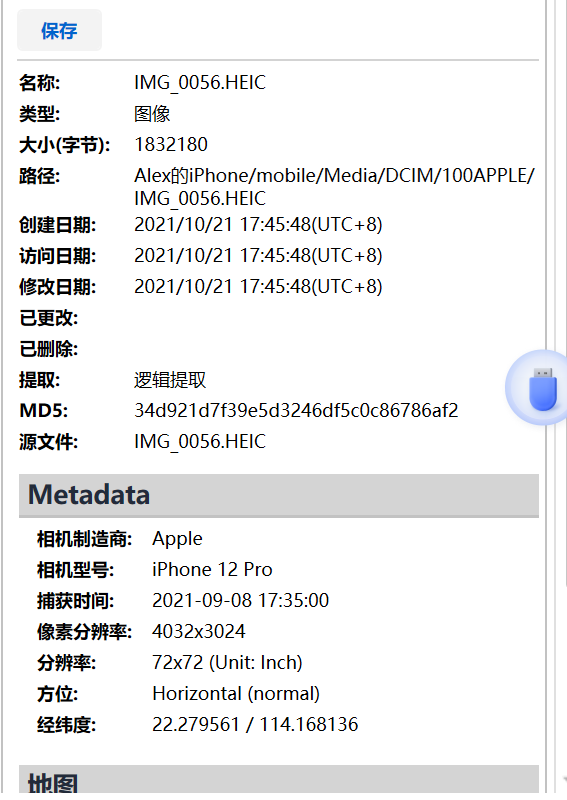 保存
名称: IMG_0056.HEIC
类型: 图像
大小(字节): 1832180
路径: Alex的iPhone/mobile/Media/DCIM/100APPLE/
IMG_0056.HEIC
创建日期: 2021/10/21 17:45:48(UTC+8)
访问日期: 2021/10/21 17:45:48(UTC+8)
修改日期: 2021/10/21 17:45:48(UTC+8)
已更改:
已删除:
提取: 逻辑提取
MD5: 34d921d7f39e5d3246df5c0c86786af2
源文件: IMG_0056.HEIC
Metadata
相机制造商: Apple
相机型号: iPhone 12 Pro
捕获时间: 2021-09-08 17:35:00
像素分辨率: 4032x3024
分辨率: 72x72 (Unit: Inch)
方位: Horizontal (normal)
经纬度: 22.279561 / 114.168136
地图